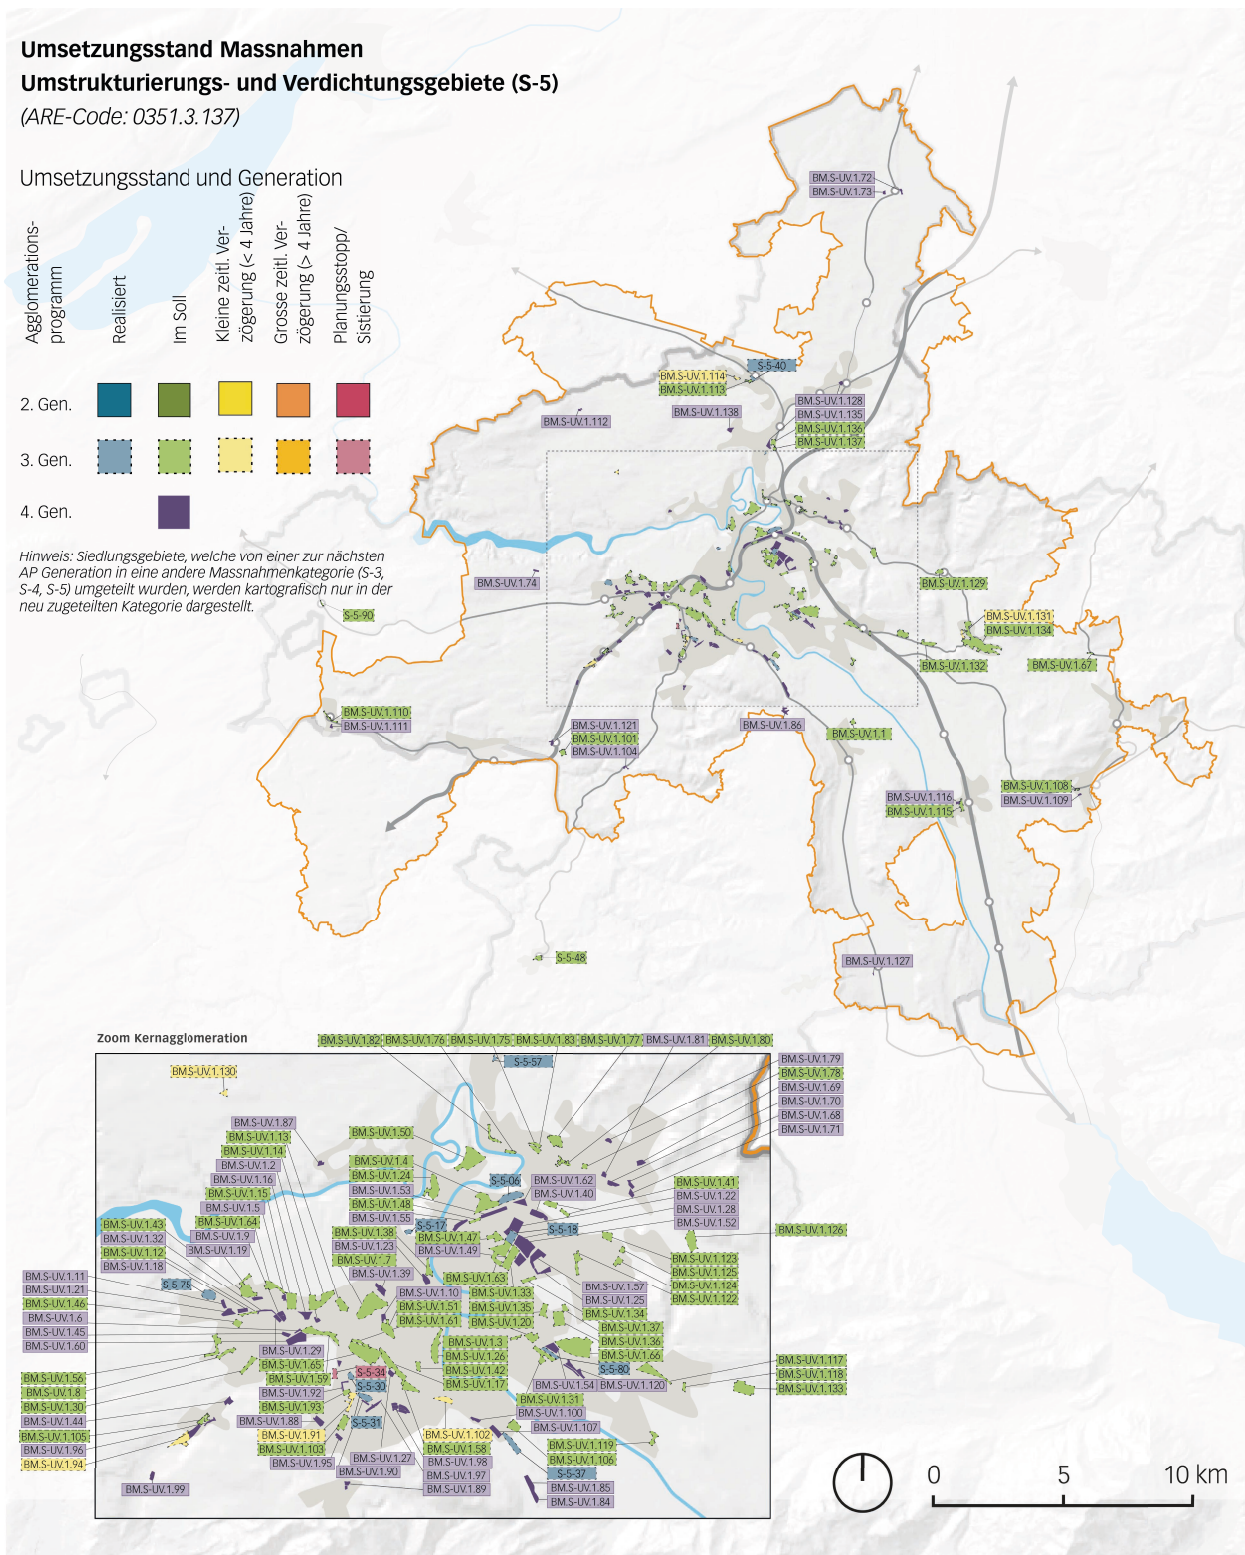 Umsetzungsstand Massnahmen
Umstrukturierungs- und Verdichtungsgebiete (S-5)
(ARE-Code: 0351.3.137)
Umsetzungsstand und Generation
Agglomerations-
programm
Realisiert
Im Soll
Kleine zeitl. Ver-
zögerung (< 4 Jahre)
Grosse zeitl. Ver-
zögerung (> 4 Jahre)
Planungsstopp/
Sistierung
2. Gen.
3. Gen.
4. Gen.
Hinweis: Siedlungsgebiete, welche von einer zur nächsten
AP Generation in eine andere Massnahmenkategorie (S-3,
S-4, S-5) umgeteilt wurden, werden kartografisch nur in der
neu zugeteilten Kategorie dargestellt.
BM.S-UV.1.72
BM.S-UV.1.73
S-5-40
BM.S-UV.1.114
BM.S-UV.1.113
BM.S-UV.1.128
BM.S-UV.1.135
BM.S-UV.1.136
BM.S-UV.1.137
BM.S-UV.1.138
BM.S-UV.1.112
BM.S-UV.1.74
BM.S-UV.1.129
S-5-90
BM.S-UV.1.131
BM.S-UV.1.134
BM.S-UV.1.132
BM.S-UV.1.67
BM.S-UV.1.110
BM.S-UV.1.111
BM.S-UV.1.121
BM.S-UV.1.101
BM.S-UV.1.104
BM.S-UV.1.86
BM.S-UV.1.1
BM.S-UV.1.116
BM.S-UV.1.115
BM.S-UV.1.108
BM.S-UV.1.109
S-5-48
BM.S-UV.1.127
Zoom Kernagglomeration
BM.S-UV.1.82 BM.S-UV.1.76 BM.S-UV.1.75 BM.S-UV.1.83 BM.S-UV.1.77 BM.S-UV.1.81 BM.S-UV.1.80
S-5-57
BM.S-UV.1.79
BM.S-UV.1.78
BM.S-UV.1.69
BM.S-UV.1.70
BM.S-UV.1.68
BM.S-UV.1.71
BM.S-UV.1.130
BM.S-UV.1.87
BM.S-UV.1.13
BM.S-UV.1.14
BM.S-UV.1.2
BM.S-UV.1.16
BM.S-UV.1.15
BM.S-UV.1.5
BM.S-UV.1.64
BM.S-UV.1.9
BM.S-UV.1.19
BM.S-UV.1.50
BM.S-UV.1.4
BM.S-UV.1.24
BM.S-UV.1.53
BM.S-UV.1.48
BM.S-UV.1.55
BM.S-UV.1.38
BM.S-UV.1.23
BM.S-UV.1.7
BM.S-UV.1.39
S-5-06
BM.S-UV.1.62
BM.S-UV.1.40
S-5-17
BM.S-UV.1.47
BM.S-UV.1.49
S-5-18
BM.S-UV.1.41
BM.S-UV.1.22
BM.S-UV.1.28
BM.S-UV.1.52
BM.S-UV.1.126
BM.S-UV.1.123
BM.S-UV.1.125
BM.S-UV.1.124
BM.S-UV.1.122
BM.S-UV.1.43
BM.S-UV.1.32
BM.S-UV.1.12
BM.S-UV.1.18
BM.S-UV.1.11
BM.S-UV.1.21
BM.S-UV.1.46
BM.S-UV.1.6
BM.S-UV.1.45
BM.S-UV.1.60
BM.S-UV.1.63
BM.S-UV.1.10
BM.S-UV.1.51
BM.S-UV.1.61
BM.S-UV.1.33
BM.S-UV.1.35
BM.S-UV.1.20
BM.S-UV.1.57
BM.S-UV.1.25
BM.S-UV.1.34
BM.S-UV.1.37
BM.S-UV.1.36
BM.S-UV.1.66
S-5-80
BM.S-UV.1.54 BM.S-UV.1.120
BM.S-UV.1.3
BM.S-UV.1.26
BM.S-UV.1.42
BM.S-UV.1.17
BM.S-UV.1.29
BM.S-UV.1.65
BM.S-UV.1.59
BM.S-UV.1.92
BM.S-UV.1.93
BM.S-UV.1.88
BM.S-UV.1.91
BM.S-UV.1.103
BM.S-UV.1.95
S-5-34
S-5-30
S-5-31
BM.S-UV.1.27
BM.S-UV.1.90
BM.S-UV.1.56
BM.S-UV.1.8
BM.S-UV.1.30
BM.S-UV.1.44
BM.S-UV.1.105
BM.S-UV.1.96
BM.S-UV.1.94
BM.S-UV.1.99
BM.S-UV.1.102
BM.S-UV.1.58
BM.S-UV.1.98
BM.S-UV.1.97
BM.S-UV.1.89
BM.S-UV.1.31
BM.S-UV.1.100
BM.S-UV.1.107
BM.S-UV.1.119
BM.S-UV.1.106
S-5-37
BM.S-UV.1.85
BM.S-UV.1.84
BM.S-UV.1.117
BM.S-UV.1.118
BM.S-UV.1.133
0 5 10 km